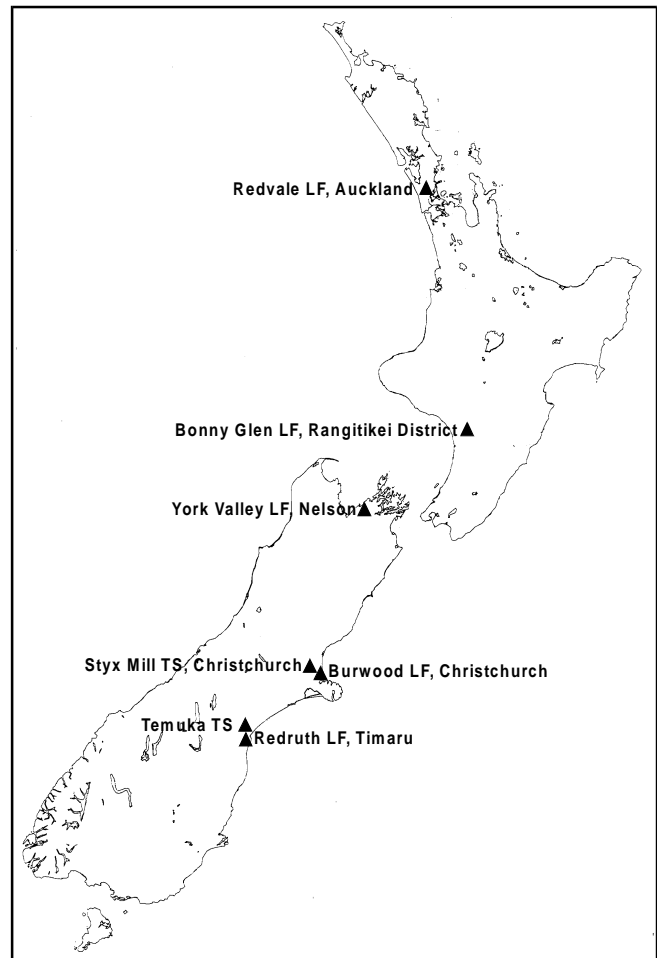 Redvale LF, Auckland
Bonny Glen LF, Rangitikei District
York Valley LF, Nelson
Styx Mill TS, Christchurch
Burwood LF, Christchurch
Temuka TS
Redruth LF, Timaru